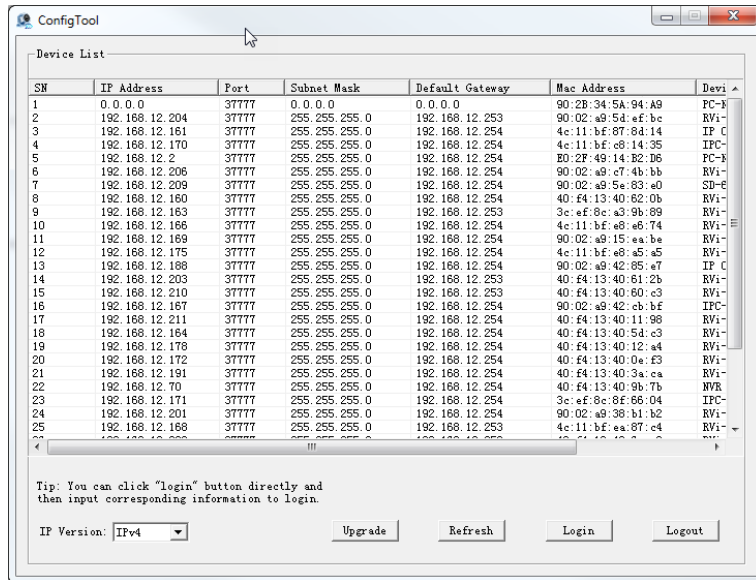 ConfigTool
Device List
SN IP Address Port Subnet Mask Default Gateway Mac Address Devi
1 0.0.0.0 37777 0.0.0.0 0.0.0.0 90:2B:34:5A:94:A9 PC-
2 192.168.12.204 37777 255.255.255.0 192.168.12.253 90:02:a9:5d:ef:bc RVi-
3 192.168.12.161 37777 255.255.255.0 192.168.12.254 4c:11:bf:87:8d:14 IP C
4 192.168.12.170 37777 255.255.255.0 192.168.12.254 4c:11:bf:c8:14:35 IPC-
5 192.168.12.2 37777 255.255.255.0 192.168.12.254 E0:2F:49:14:B2:D6 PC-
6 192.168.12.206 37777 255.255.255.0 192.168.12.254 90:02:a9:c7:4b:bb RVi-
7 192.168.12.209 37777 255.255.255.0 192.168.12.254 90:02:a9:5e:83:e0 SD-6
8 192.168.12.160 37777 255.255.255.0 192.168.12.254 40:f4:13:40:62:0b RVi-
9 192.168.12.163 37777 255.255.255.0 192.168.12.253 3c:ef:8c:a3:9b:89 RVi-
10 192.168.12.166 37777 255.255.255.0 192.168.12.254 4c:11:bf:e8:e6:74 RVi-
11 192.168.12.169 37777 255.255.255.0 192.168.12.254 90:02:a9:15:ea:be RVi-
12 192.168.12.175 37777 255.255.255.0 192.168.12.254 4c:11:bf:e8:a5:a5 RVi-
13 192.168.12.188 37777 255.255.255.0 192.168.12.254 90:02:a9:42:85:e7 IP C
14 192.168.12.203 37777 255.255.255.0 192.168.12.253 40:f4:13:40:61:2b RVi-
15 192.168.12.210 37777 255.255.255.0 192.168.12.253 40:f4:13:40:60:c3 RVi-
16 192.168.12.167 37777 255.255.255.0 192.168.12.254 90:02:a9:42:cb:bf IPC-
17 192.168.12.211 37777 255.255.255.0 192.168.12.254 40:f4:13:40:11:98 RVi-
18 192.168.12.164 37777 255.255.255.0 192.168.12.254 40:f4:13:40:5d:c3 RVi-
19 192.168.12.178 37777 255.255.255.0 192.168.12.254 40:f4:13:40:12:a4 RVi-
20 192.168.12.172 37777 255.255.255.0 192.168.12.254 40:f4:13:40:0e:f3 RVi-
21 192.168.12.191 37777 255.255.255.0 192.168.12.254 40:f4:13:40:3a:ca RVi-
22 192.168.12.70 37777 255.255.255.0 192.168.12.254 40:f4:13:40:9b:7b NVR
23 192.168.12.171 37777 255.255.255.0 192.168.12.254 3c:ef:8c:8f:66:04 IPC-
24 192.168.12.201 37777 255.255.255.0 192.168.12.254 90:02:a9:38:b1:b2 RVi-
25 192.168.12.168 37777 255.255.255.0 192.168.12.253 4c:11:bf:ea:87:c4 RVi-
Tip: You can click "login" button directly and
then input corresponding information to login.
IP Version: IPv4 Upgrade Refresh Login Logout